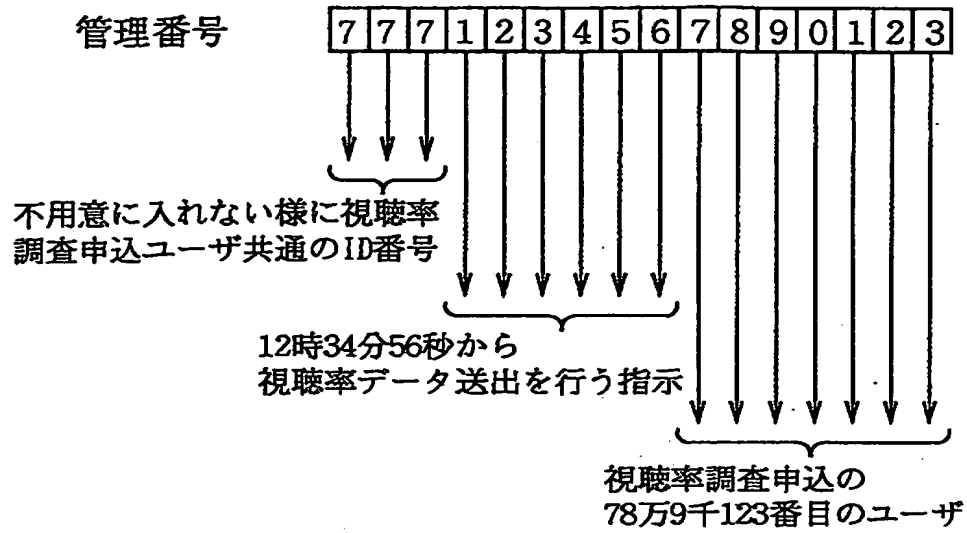 管理番号 7771234567890123
不用意に入れない様に視聴率
調査申込ユーザ共通のID番号
12時34分56秒から
視聴率データ送出を行う指示
視聴率調査申込の
78万9千123番目のユーザ